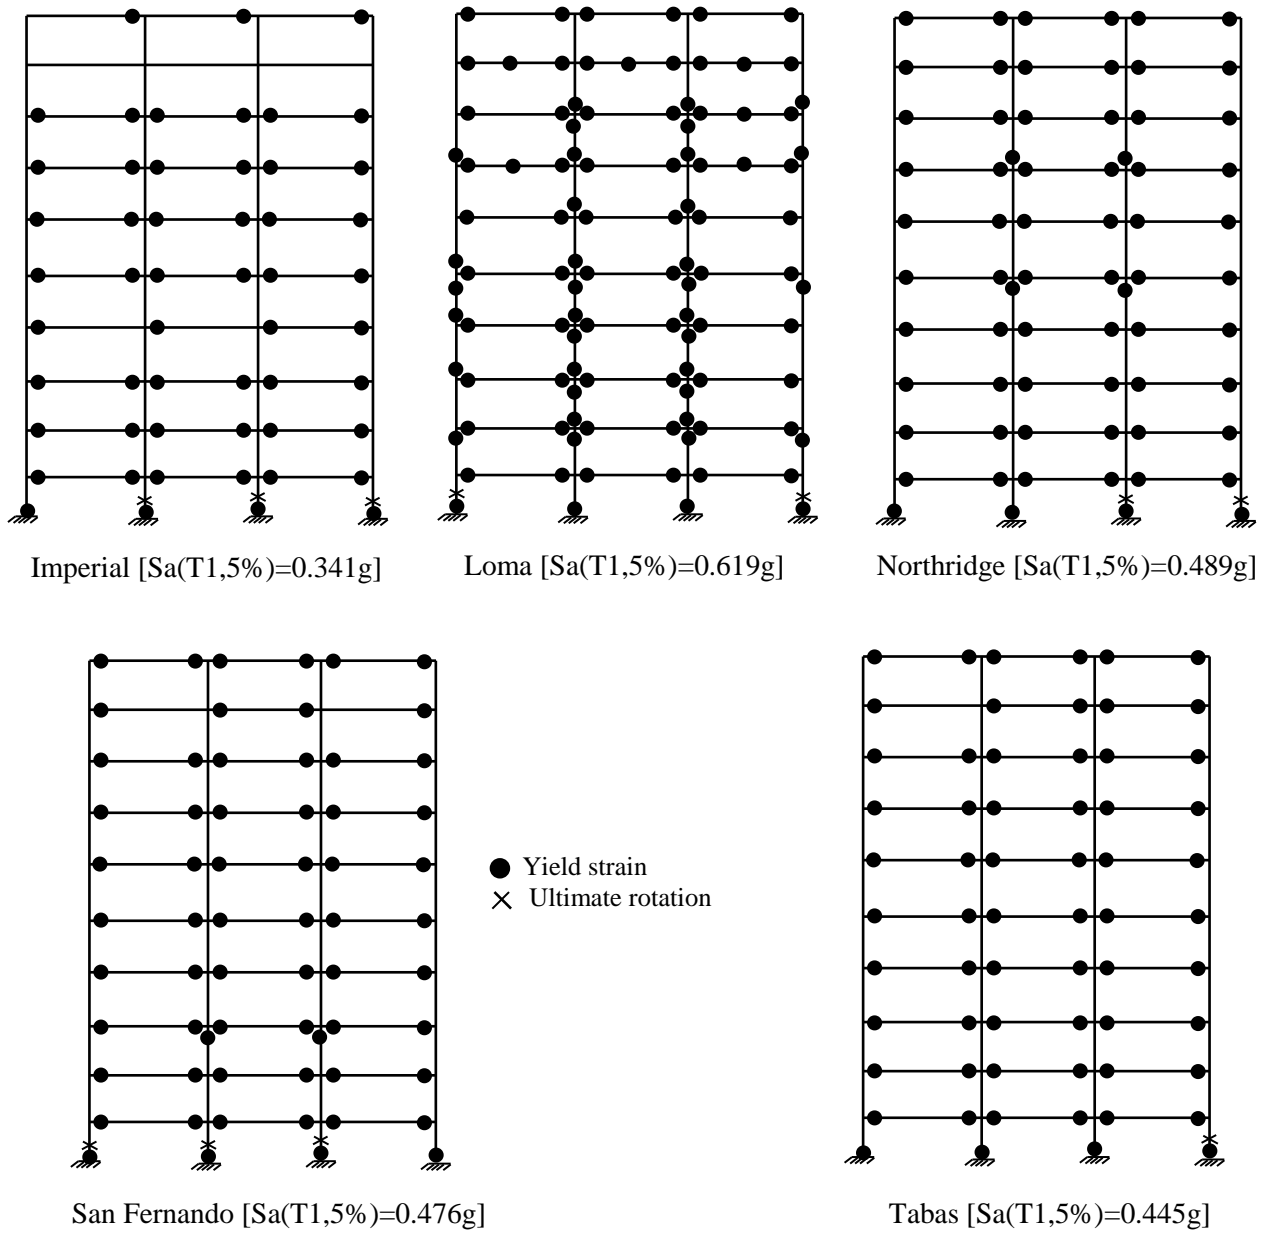 Imperial [Sa(T1,5%)=0.341g]
Loma [Sa(T1,5%)=0.619g]
Northridge [Sa(T1,5%)=0.489g]
Yield strain
Ultimate rotation
San Fernando [Sa(T1,5%)=0.476g]
Tabas [Sa(T1,5%)=0.445g]